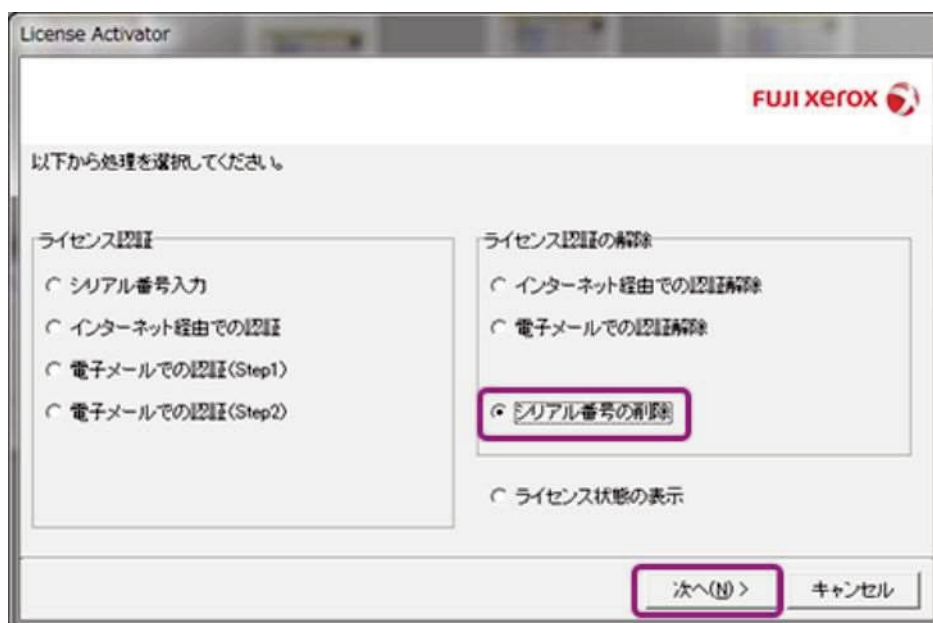 License Activator
FUJI xerox
以下から処理を選択してください。
ライセンス認証
シリアル番号入力
インターネット経由での認証
電子メールでの認証(Step1)
電子メールでの認証(Step2)
ライセンス認証の解除
インターネット経由での認証解除
電子メールでの認証解除
シリアル番号の削除
ライセンス状態の表示
次へ(N) >
キャンセル